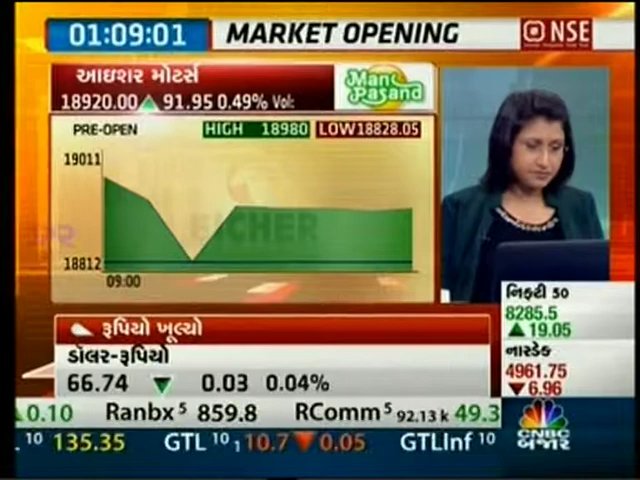 01:09:01 MARKET OPENING NSE
આઇશર મોટર્સ
18920.00 91.95 0.49% Vol:
Man Pasand
PRE-OPEN HIGH 18980 LOW 18828.05
19011
EICHER
18812
09:00
રૂપિયો ખૂલ્યો
ડોલર-રૂપિયો
66.74 0.03 0.04%
નિફ્ટી 50
8285.5
19.05
નાસ્ડેક
4961.75
6.96
0.10 Ranbx 5 859.8 RComm 5 92.13 k 49.3
10 135.35 GTL 10 1 10.7 0.05 GTLInf 10
CNBC
બજાર